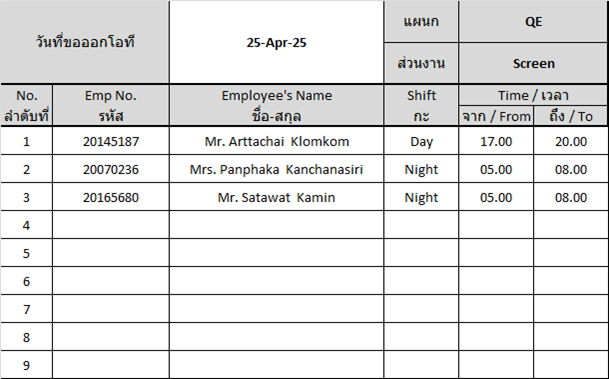 วันที่ขอออกโอที 25-Apr-25 แผนก QE
ส่วนงาน Screen
No. Emp No. Employee's Name Shift Time / เวลา
ลำดับที่ รหัส ชื่อ-สกุล กะ จาก / From ถึง / To
1 20145187 Mr. Arttachai Klomkom Day 17.00 20.00
2 20070236 Mrs. Panphaka Kanchanasiri Night 05.00 08.00
3 20165680 Mr. Satawat Kamin Night 05.00 08.00
4
5
6
7
8
9